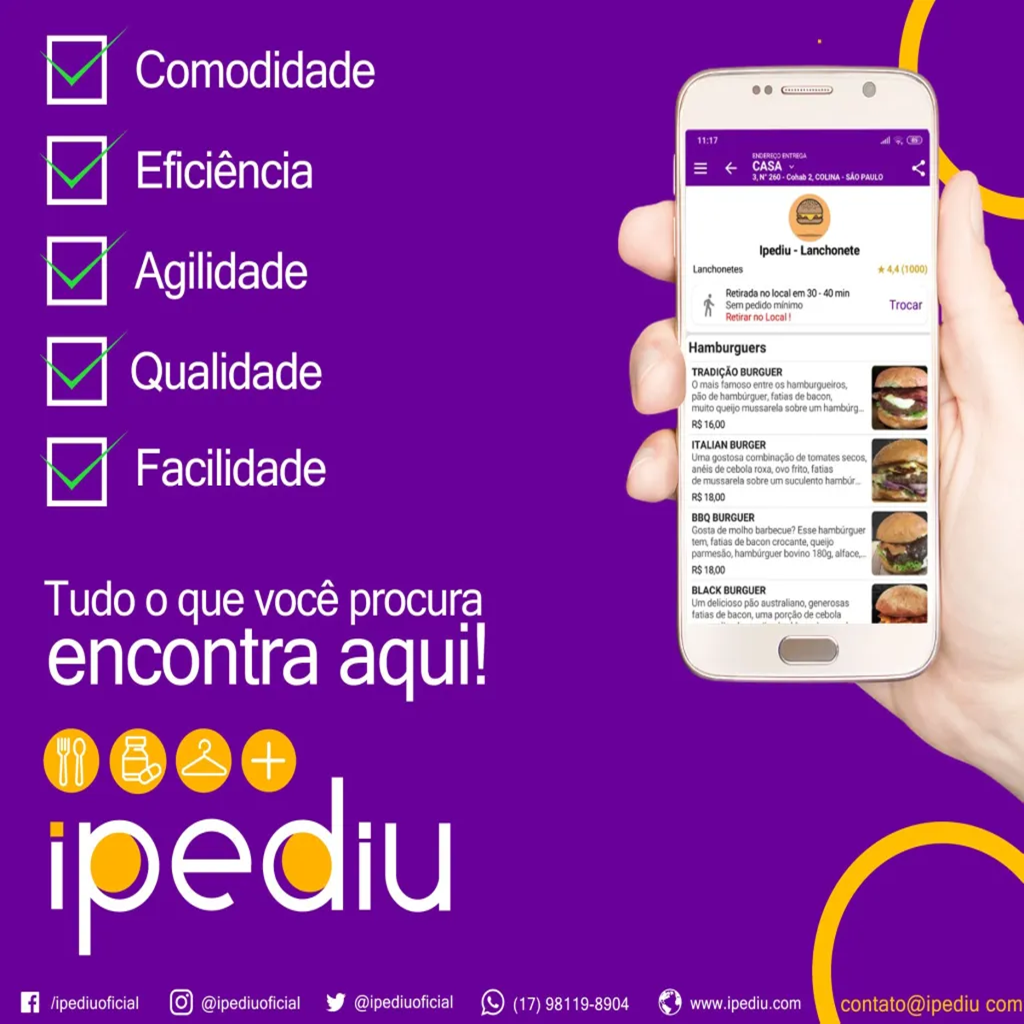 Comodidade
Eficiência
Agilidade
Qualidade
Facilidade
Tudo o que você procura
encontra aqui!
ipediu
11:17
ENDEREÇO ENTREGA
CASA
3, N° 260 - Cohab 2, COLINA - SÃO PAULO
Ipediu - Lanchonete
Lanchonetes
★ 4,4 (1000)
Retirada no local em 30 - 40 min
Sem pedido mínimo
Retirar no Local !
Trocar
Hamburguers
TRADIÇÃO BURGUER
O mais famoso entre os hamburgueiros,
pão de hambúrguer, fatias de bacon,
muito queijo mussarela sobre um hambúrg...
R$ 16,00
ITALIAN BURGER
Uma gostosa combinação de tomates secos,
anéis de cebola roxa, ovo frito, fatias
de mussarela sobre um suculento hambúr...
R$ 18,00
BBQ BURGUER
Gosta de molho barbecue? Esse hambúrguer
tem, fatias de bacon crocante, queijo
parmesão, hambúrguer bovino 180g, alface,...
R$ 18,00
BLACK BURGUER
Um delicioso pão australiano, generosas
fatias de bacon, uma porção de cebola
/ipediuoficial
@ipediuoficial
@ipediuoficial
(17) 98119-8904
www.ipediu.com
contato@ipediu com